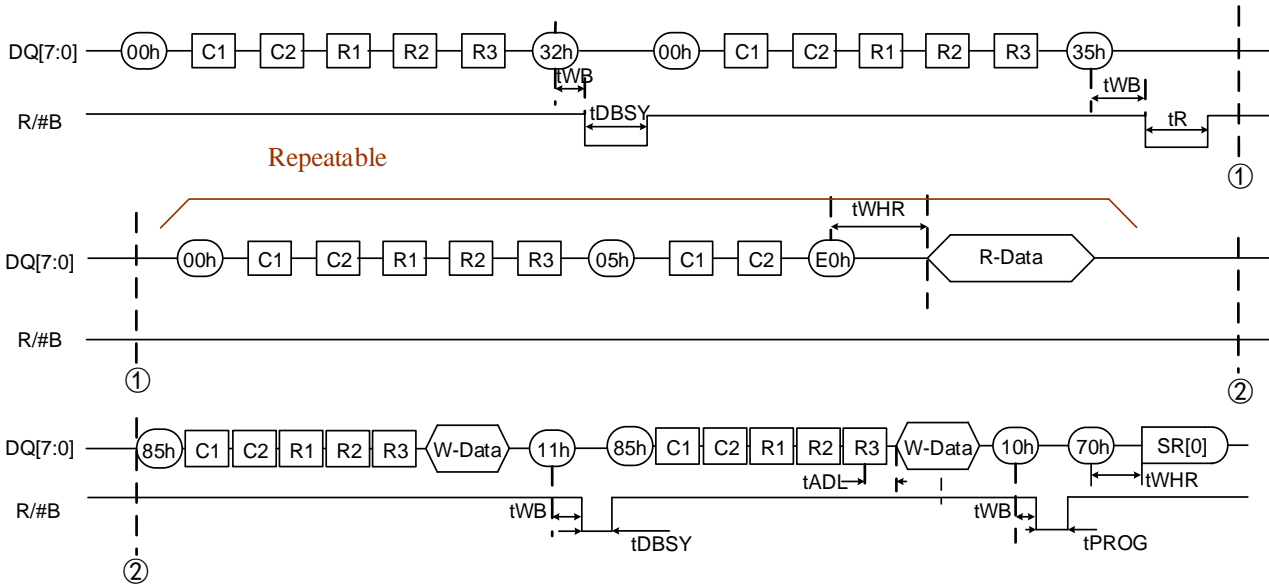 DQ[7:0] 00h C1 C2 R1 R2 R3 32h 00h C1 C2 R1 R2 R3 35h
tWB tWB
R/#B tDBSY tR
Repeatable ①
tWHR
DQ[7:0] 00h C1 C2 R1 R2 R3 05h C1 C2 E0h R-Data
R/#B
① ②
DQ[7:0] 85h C1 C2 R1 R2 R3 W-Data 11h 85h C1 C2 R1 R2 R3 W-Data 10h 70h SR[0]
tADL tWHR
R/#B tWB tWB
tDBSY tPROG
②